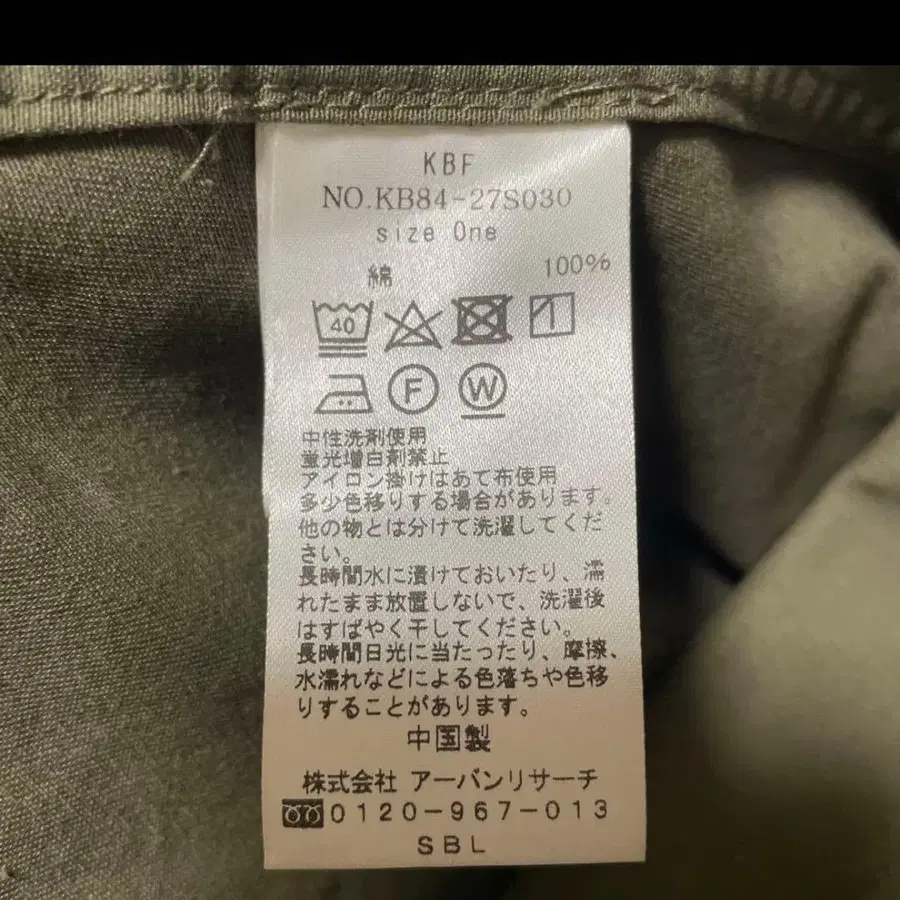 KBF
NO.KB84-27S030
size One
綿 100%
40
F W
中性洗剤使用
蛍光増白剤禁止
アイロン掛けはあて布使用
多少色移りする場合があります。
他の物とは分けて洗濯してくだ
さい。
長時間水に漬けておいたり、濡
れたまま放置しないで、洗濯後
はすばやく干してください。
長時間日光に当たったり、摩擦、
水濡れなどによる色落ちや色移
りすることがあります。
中国製
株式会社 アーバンリサーチ
0120-967-013
SBL